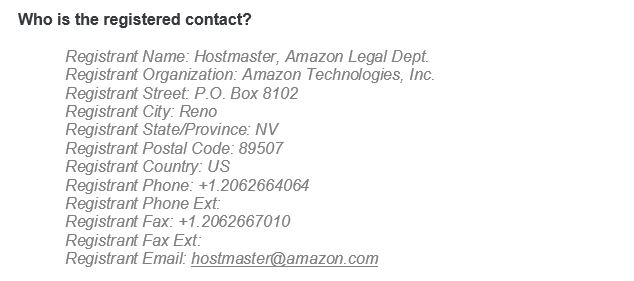 Who is the registered contact?
Registrant Name: Hostmaster, Amazon Legal Dept.
Registrant Organization: Amazon Technologies, Inc.
Registrant Street: P.O. Box 8102
Registrant City: Reno
Registrant State/Province: NV
Registrant Postal Code: 89507
Registrant Country: US
Registrant Phone: +1.2062664064
Registrant Phone Ext:
Registrant Fax: +1.2062667010
Registrant Fax Ext:
Registrant Email: hostmaster@amazon.com